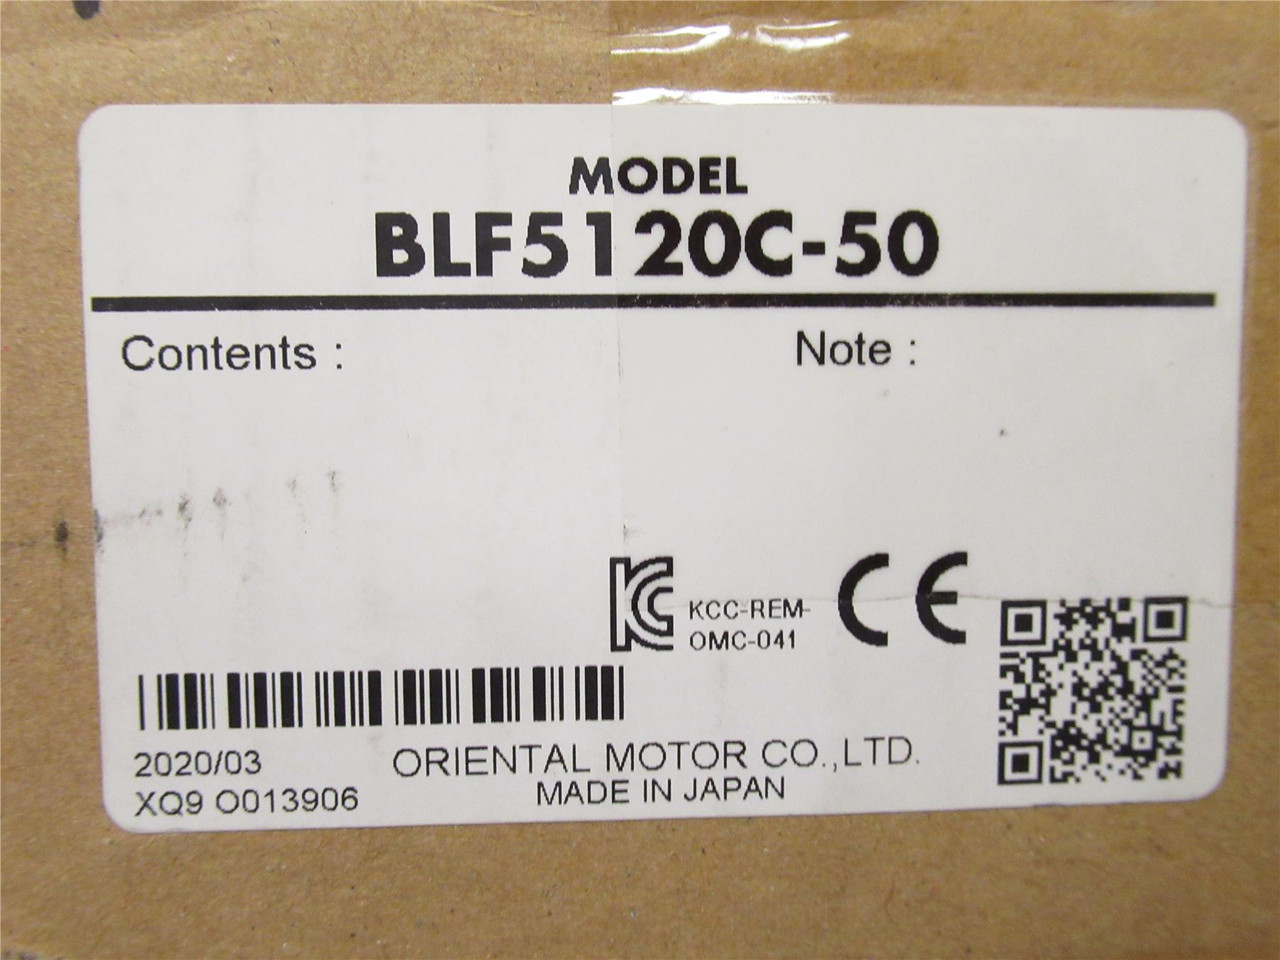 MODEL
BLF5120C-50
Contents :
Note :
KCC-REM-
OMC-041
CE
2020/03
XQ9 O013906
ORIENTAL MOTOR CO.,LTD.
MADE IN JAPAN